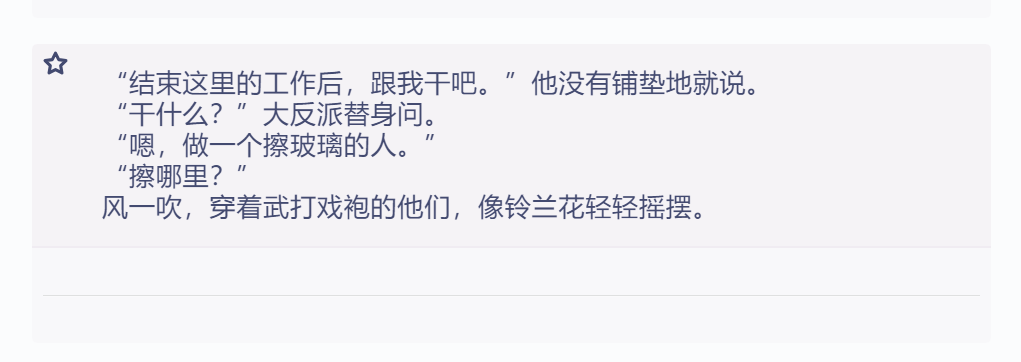 “结束这里的工作后，跟我干吧。”他没有铺垫地就说。
“干什么？”大反派替身问。
“嗯，做一个擦玻璃的人。”
“擦哪里？”
风一吹，穿着武打戏袍的他们，像铃兰花轻轻摇摆。